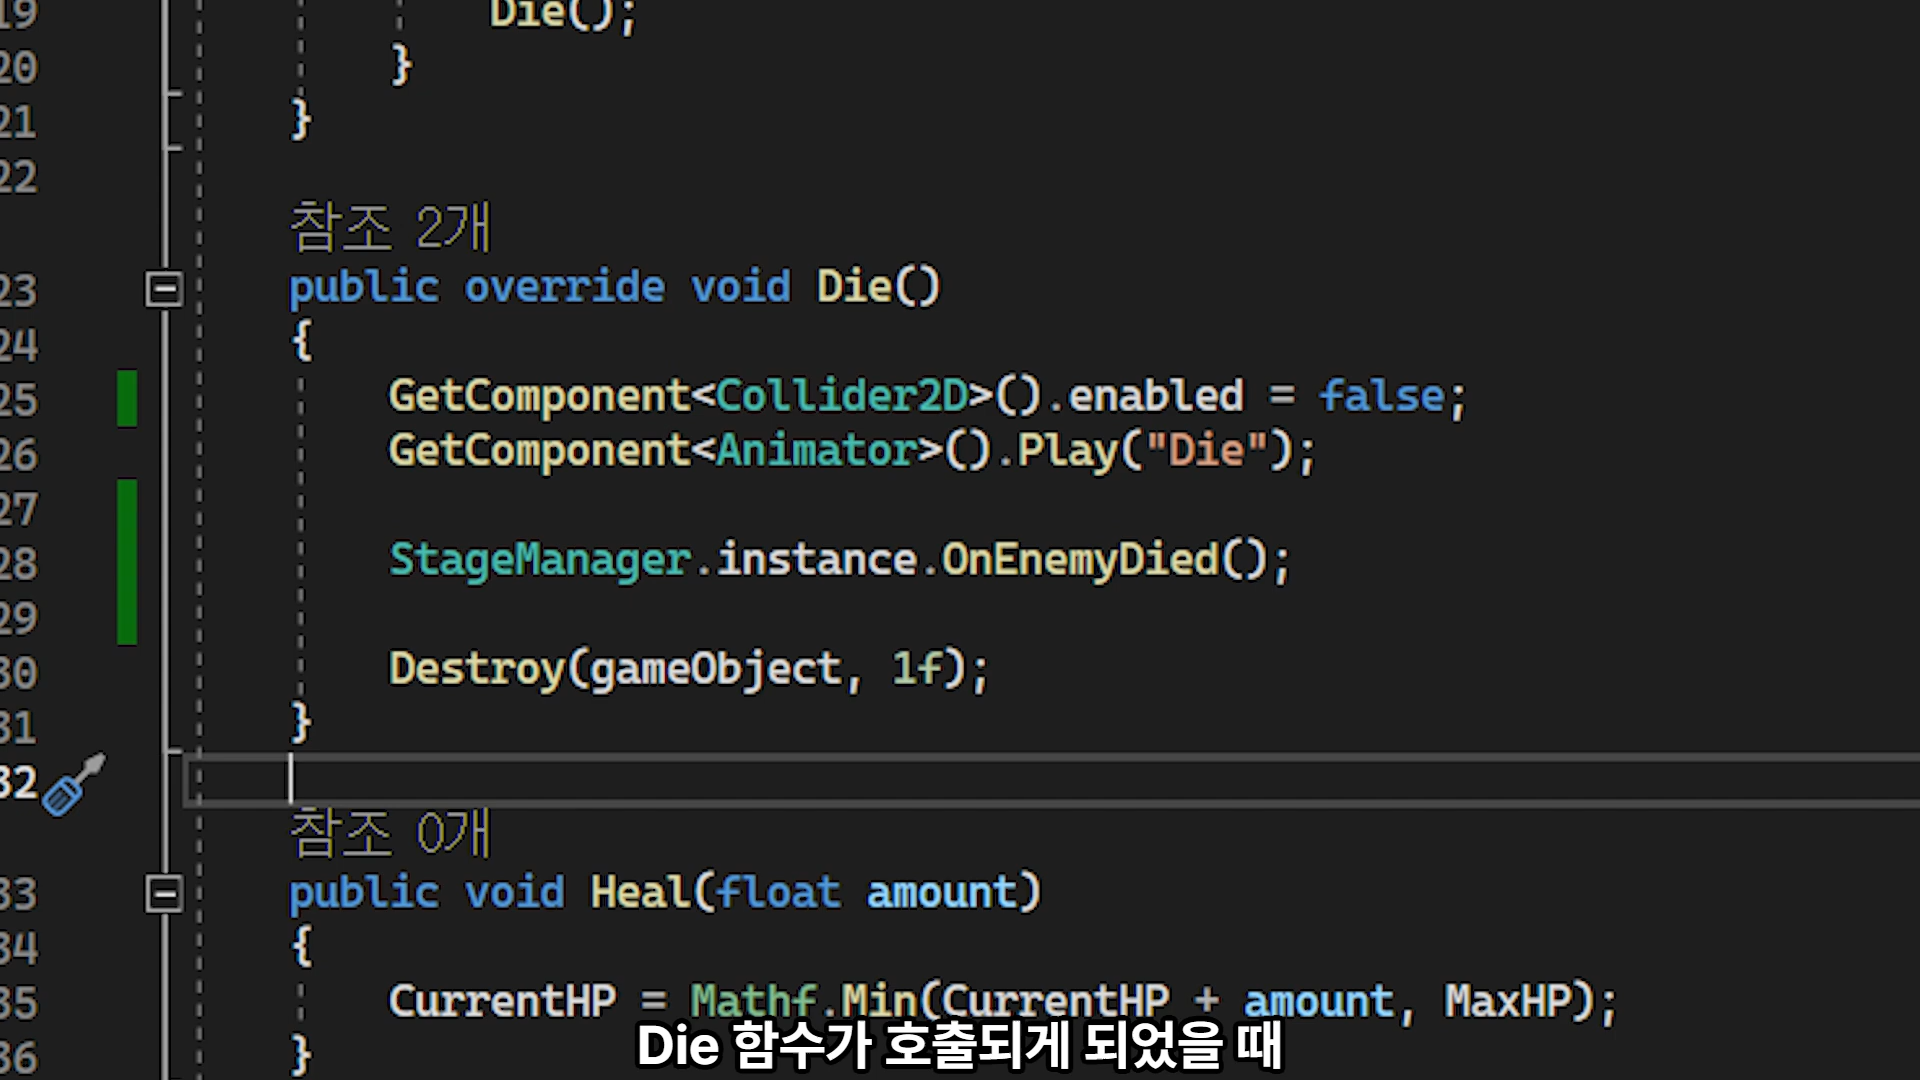 19 Die();
20 }
21 }
22
참조 2개
23 public override void Die()
24 {
25 GetComponent<Collider2D>().enabled = false;
26 GetComponent<Animator>().Play("Die");
27
28 StageManager.instance.OnEnemyDied();
29
30 Destroy(gameObject, 1f);
31 }
32
참조 0개
33 public void Heal(float amount)
34 {
35 CurrentHP = Mathf.Min(CurrentHP + amount, MaxHP);
36 }
Die 함수가 호출되게 되었을 때